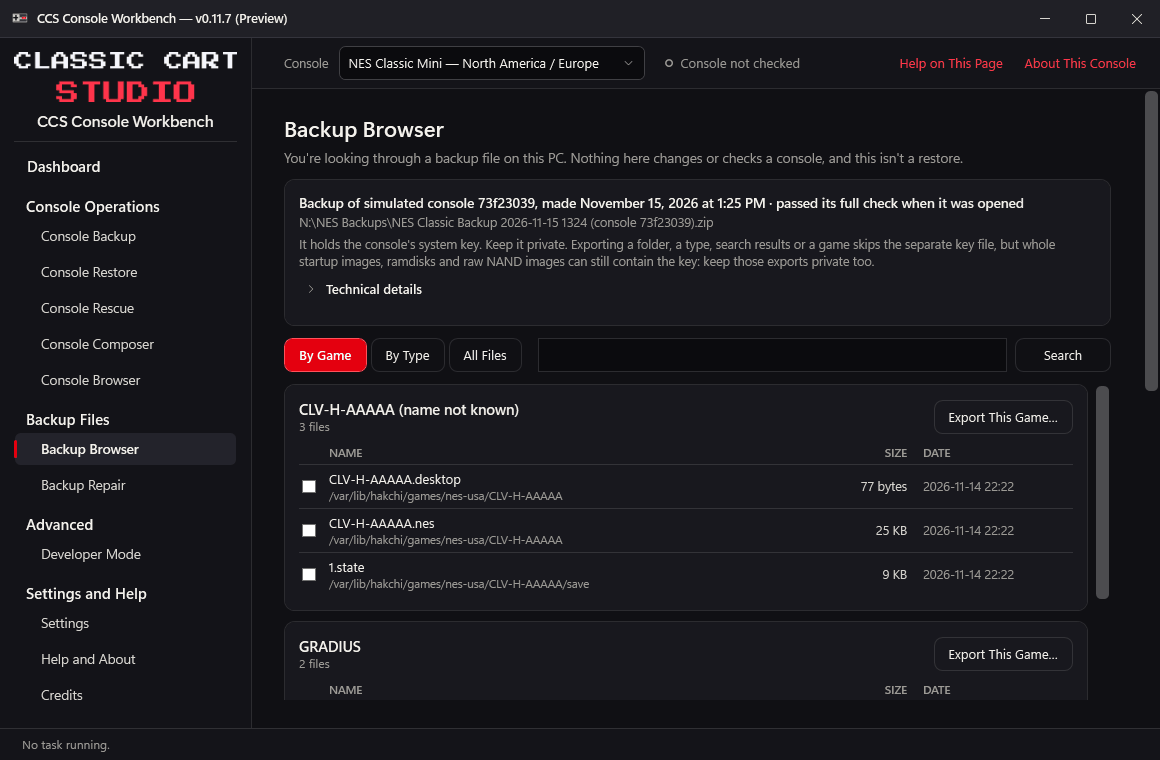 CCS Console Workbench — v0.11.7 (Preview)
CLASSIC CART
STUDIO
CCS Console Workbench
Dashboard
Console Operations
Console Backup
Console Restore
Console Rescue
Console Composer
Console Browser
Backup Files
Backup Browser
Backup Repair
Advanced
Developer Mode
Settings and Help
Settings
Help and About
Credits
Console
NES Classic Mini — North America / Europe
Console not checked
Help on This Page
About This Console
Backup Browser
You're looking through a backup file on this PC. Nothing here changes or checks a console, and this isn't a restore.
Backup of simulated console 73f23039, made November 15, 2026 at 1:25 PM · passed its full check when it was opened
N:\NES Backups\NES Classic Backup 2026-11-15 1324 (console 73f23039).zip
It holds the console's system key. Keep it private. Exporting a folder, a type, search results or a game skips the separate key file, but whole
startup images, ramdisks and raw NAND images can still contain the key: keep those exports private too.
Technical details
By Game
By Type
All Files
Search
CLV-H-AAAAA (name not known)
3 files
Export This Game...
NAME SIZE DATE
CLV-H-AAAAA.desktop 77 bytes 2026-11-14 22:22
/var/lib/hakchi/games/nes-usa/CLV-H-AAAAA
CLV-H-AAAAA.nes 25 KB 2026-11-14 22:22
/var/lib/hakchi/games/nes-usa/CLV-H-AAAAA
1.state 9 KB 2026-11-14 22:22
/var/lib/hakchi/games/nes-usa/CLV-H-AAAAA/save
GRADIUS
2 files
Export This Game...
NAME SIZE DATE
No task running.